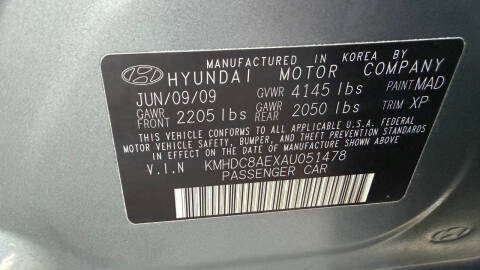 MANUFACTURED IN KOREA BY
HYUNDAI MOTOR COMPANY
JUN/09/09 GVWR 4145 lbs PAINT MAD
GAWR FRONT 2205 lbs GAWR REAR 2050 lbs TRIM XP
THIS VEHICLE CONFORMS TO ALL APPLICABLE U.S.A. FEDERAL
MOTOR VEHICLE SAFETY, BUMPER, AND THEFT PREVENTION
STANDARDS IN EFFECT ON THE
DATE OF MANUFACTURE SHOWN ABOVE
V.I.N KMHDC8AEXAU051478
PASSENGER CAR